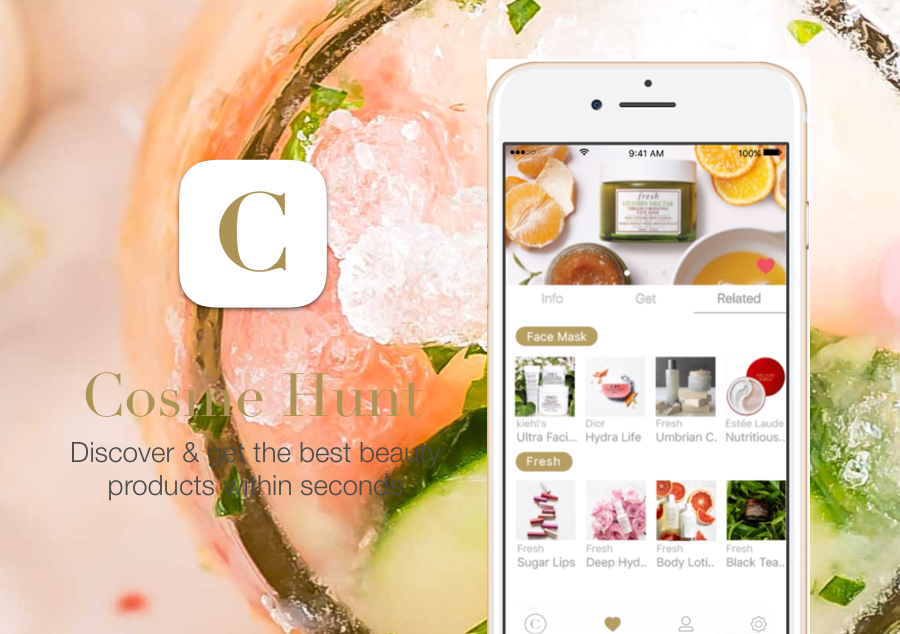 C
Cosme Hunt
Discover & get the best beauty
products within seconds.
9:41 AM
100%
fresh
VITAMIN NECTAR
Info
Get
Related
Face Mask
kiehl's
Dior
Fresh
Estée Laude
Ultra Faci...
Hydra Life
Umbrian C.
Nutritious..
Fresh
Fresh
Fresh
Fresh
Fresh
Sugar Lips
Deep Hyd..
Body Loti..
Black Tea..
C